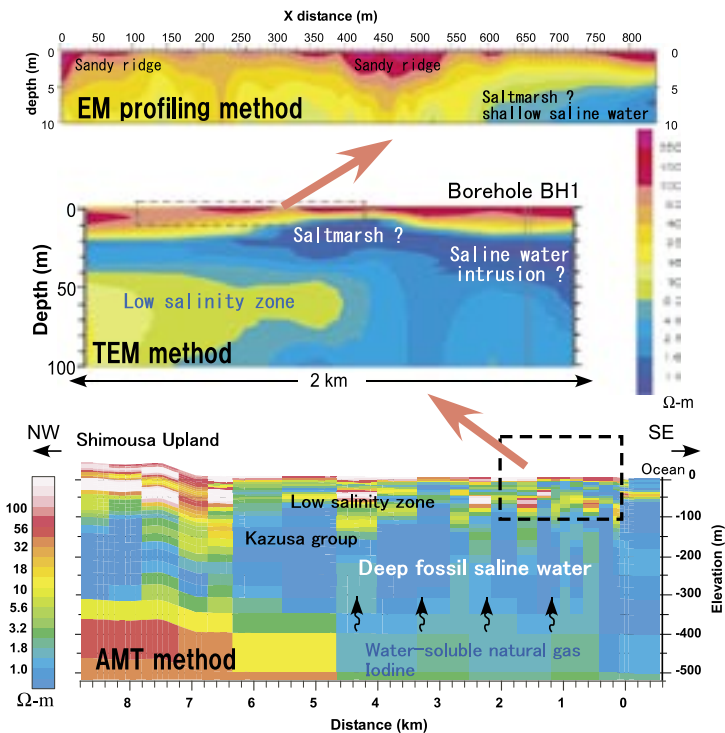 X distance (m)
0 50 100 150 200 250 300 350 400 450 500 550 600 650 700 750 800
depth (m)
0
5
10
0
5
10
Sandy ridge
Sandy ridge
EM profiling method
Saltmarsh ?
shallow saline water
Borehole BH1
Depth (m)
0
50
100
Saltmarsh ?
Saline water
intrusion ?
Low salinity zone
TEM method
2 km
Ω-m
NW
Shimousa Upland
SE
Ocean
100
56
32
10
5.6
3.2
1.8
1.0
Ω-m
Low salinity zone
Kazusa group
Deep fossil saline water
Water-soluble natural gas
Iodine
AMT method
0
-100
-200
-300
-400
-500
Elevation (m)
8 7 6 5 4 3 2 1 0
Distance (km)